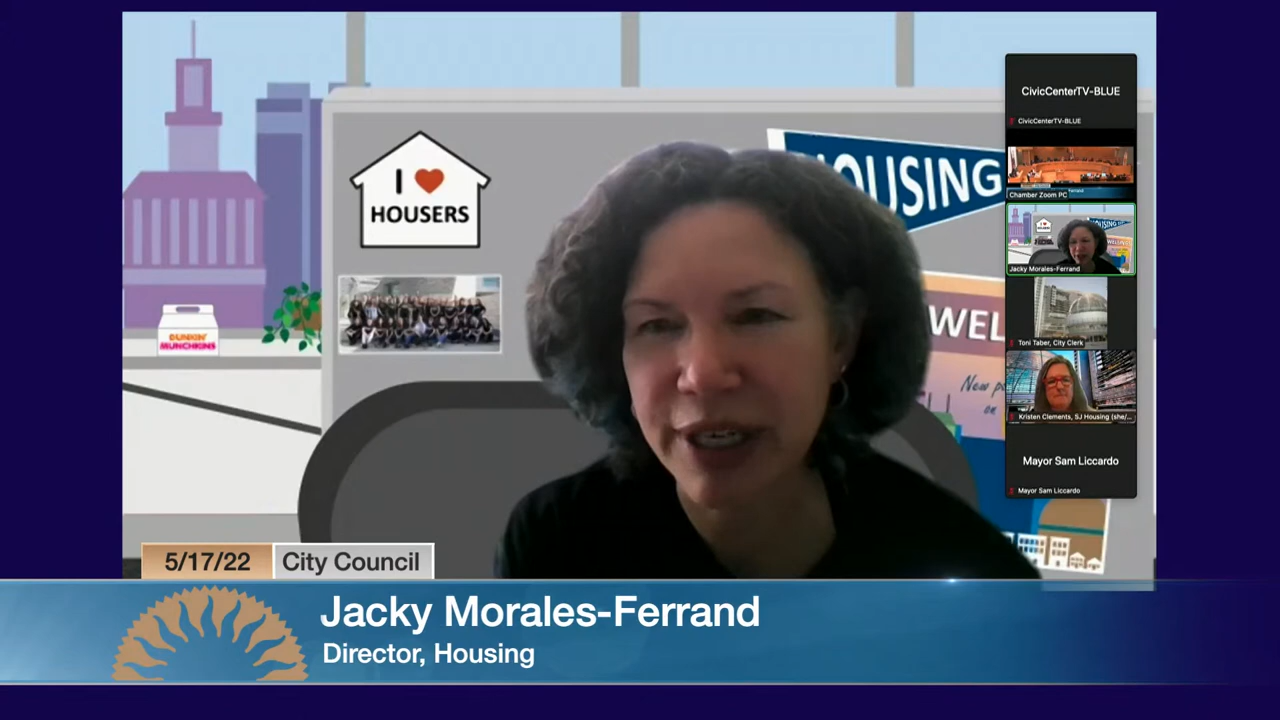 CivicCenterTV-BLUE
CivicCenterTV-BLUE
Chamber Zoom PC
Jacky Morales-Ferrand
Toni Taber, City Clerk
Kristen Clements, SJ Housing (she/...
Mayor Sam Liccardo
Mayor Sam Liccardo
I ❤
HOUSERS
HOUSING
WEL
New p
on
DUNKIN'
MUNCHKINS
5/17/22
City Council
Jacky Morales-Ferrand
Director, Housing